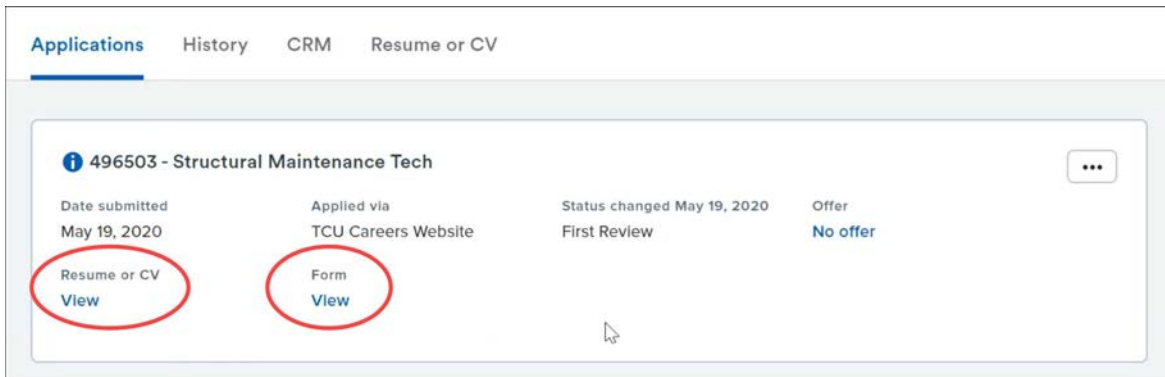 Applications History CRM Resume or CV
496503 - Structural Maintenance Tech
Date submitted Applied via Status changed May 19, 2020 Offer
May 19, 2020 TCU Careers Website First Review No offer
Resume or CV Form
View View